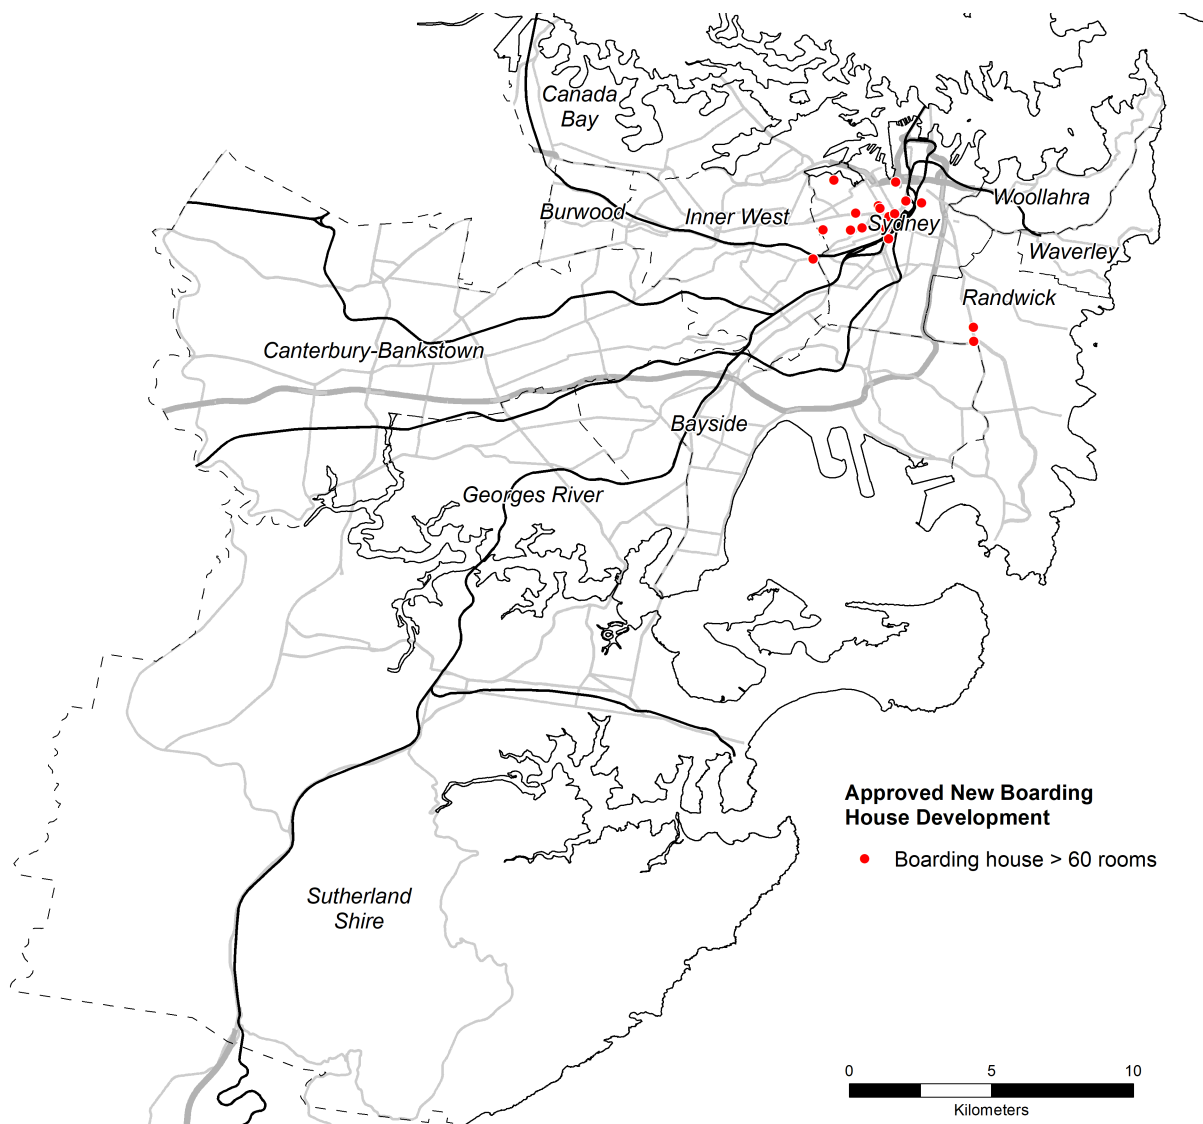 Canada
Bay
Woollahra
Burwood
Inner West
Sydney
Waverley
Randwick
Canterbury-Bankstown
Bayside
Georges River
Approved New Boarding
House Development
Boarding house > 60 rooms
Sutherland
Shire
0 5 10
Kilometers